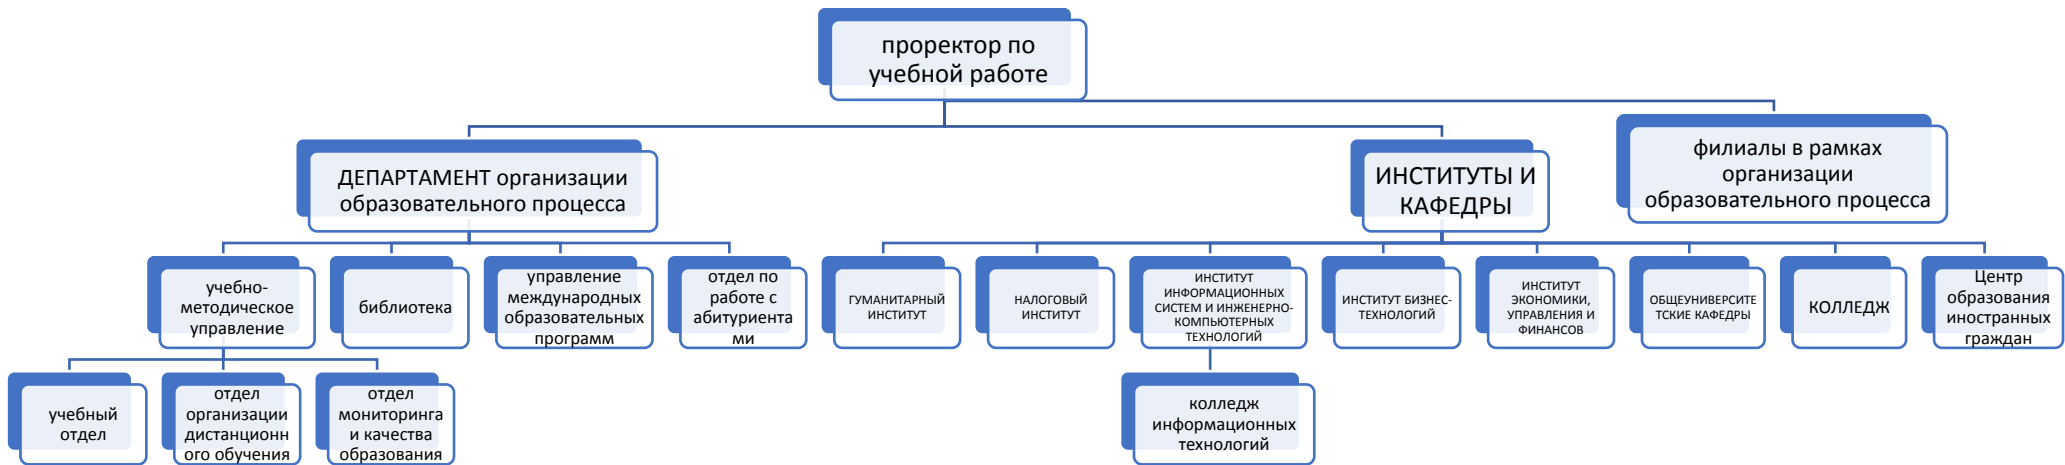 проректор по
учебной работе
ДЕПАРТАМЕНТ организации
образовательного процесса
ИНСТИТУТЫ И
КАФЕДРЫ
филиалы в рамках
организации
образовательного процесса
учебно-
методическое
управление
библиотека
управление
международных
образовательных
программ
отдел по
работе с
абитуриента
ми
ГУМАНИТАРНЫЙ
ИНСТИТУТ
НАЛОГОВЫЙ
ИНСТИТУТ
ИНСТИТУТ
ИНФОРМАЦИОННЫХ
СИСТЕМ И ИНЖЕНЕРНО-
КОМПЬЮТЕРНЫХ
ТЕХНОЛОГИЙ
ИНСТИТУТ БИЗНЕС-
ТЕХНОЛОГИЙ
ИНСТИТУТ
ЭКОНОМИКИ,
УПРАВЛЕНИЯ И
ФИНАНСОВ
ОБЩЕУНИВЕРСИТЕ
ТСКИЕ КАФЕДРЫ
КОЛЛЕДЖ
Центр
образования
иностранных
граждан
учебный
отдел
отдел
организации
дистанционн
ого обучения
отдел
мониторинга
и качества
образования
колледж
информационных
технологий